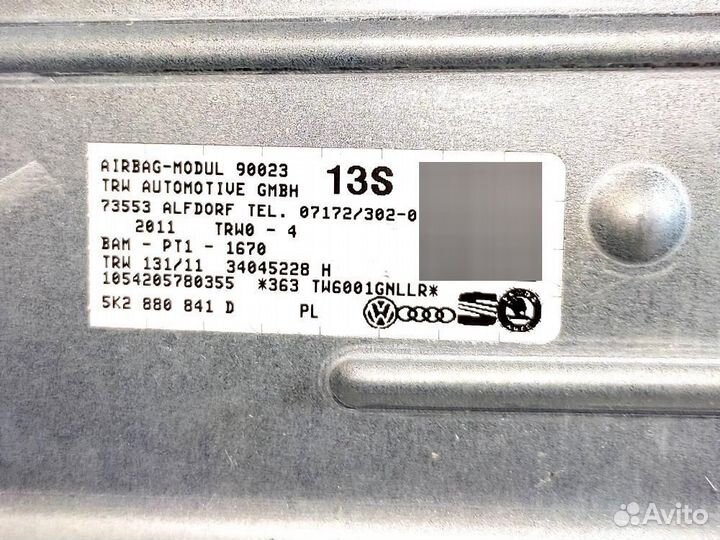 AIRBAG-MODUL 90023
TRW AUTOMOTIVE GMBH 13S
73553 ALFDORF TEL. 07172/302-0
2011 TRW0 - 4
BAM - PT1 - 1670
TRW 131/11 34045228 H
1054205780355 *363 TW6001GNLLR*
5K2 880 841 D PL
Avito